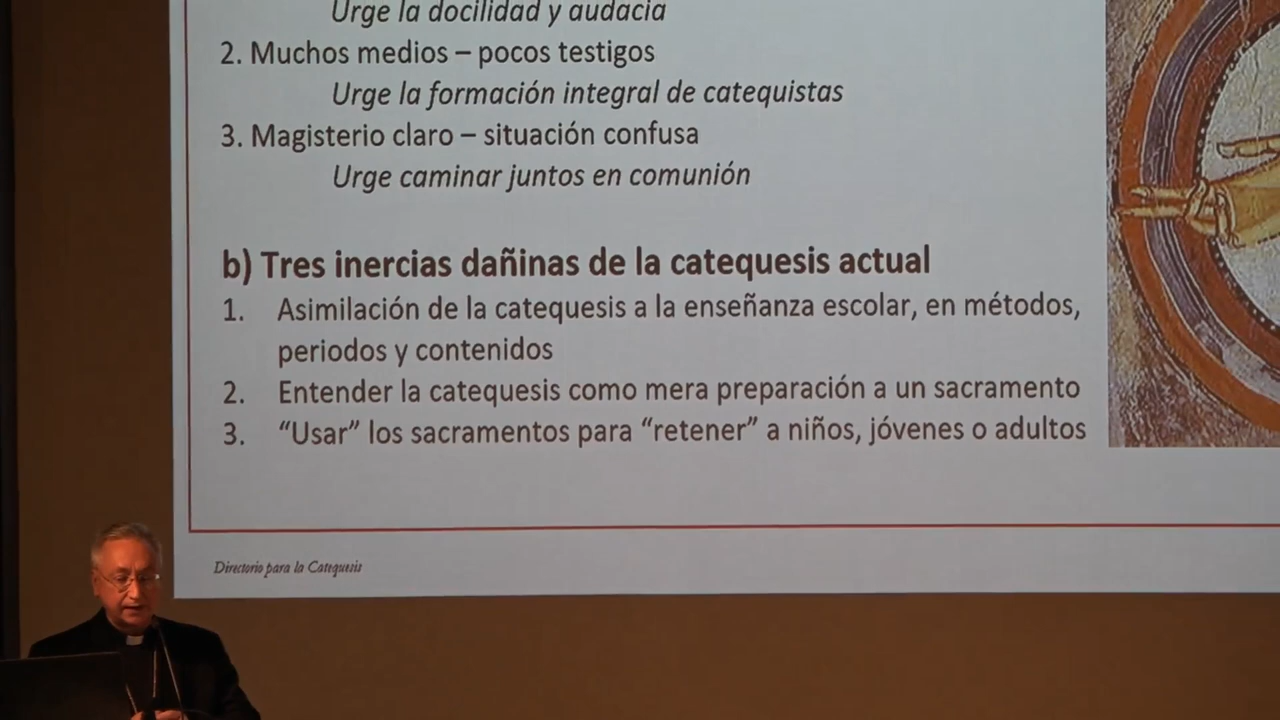 Urge la docilidad y audacia
2. Muchos medios – pocos testigos
Urge la formación integral de catequistas
3. Magisterio claro – situación confusa
Urge caminar juntos en comunión
b) Tres inercias dañinas de la catequesis actual
1. Asimilación de la catequesis a la enseñanza escolar, en métodos,
periodos y contenidos
2. Entender la catequesis como mera preparación a un sacramento
3. “Usar” los sacramentos para “retener” a niños, jóvenes o adultos
Directorio para la Catequesis